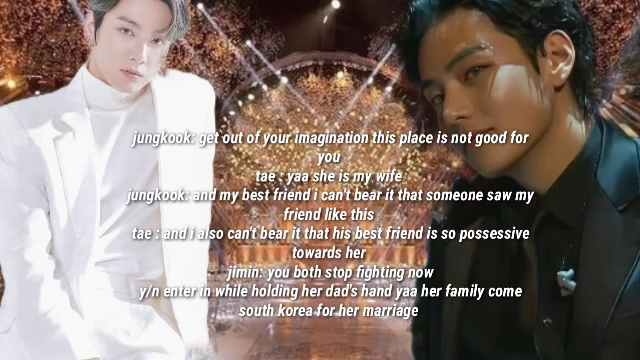 jungkook: get out of your imagination this place is not good for
you
tae : yaa she is my wife
jungkook: and my best friend i can't bear it that someone saw my
friend like this
tae : and i also can't bear it that his best friend is so possessive
towards her
jimin: you both stop fighting now
y/n enter in while holding her dad's hand yaa her family come
south korea for her marriage